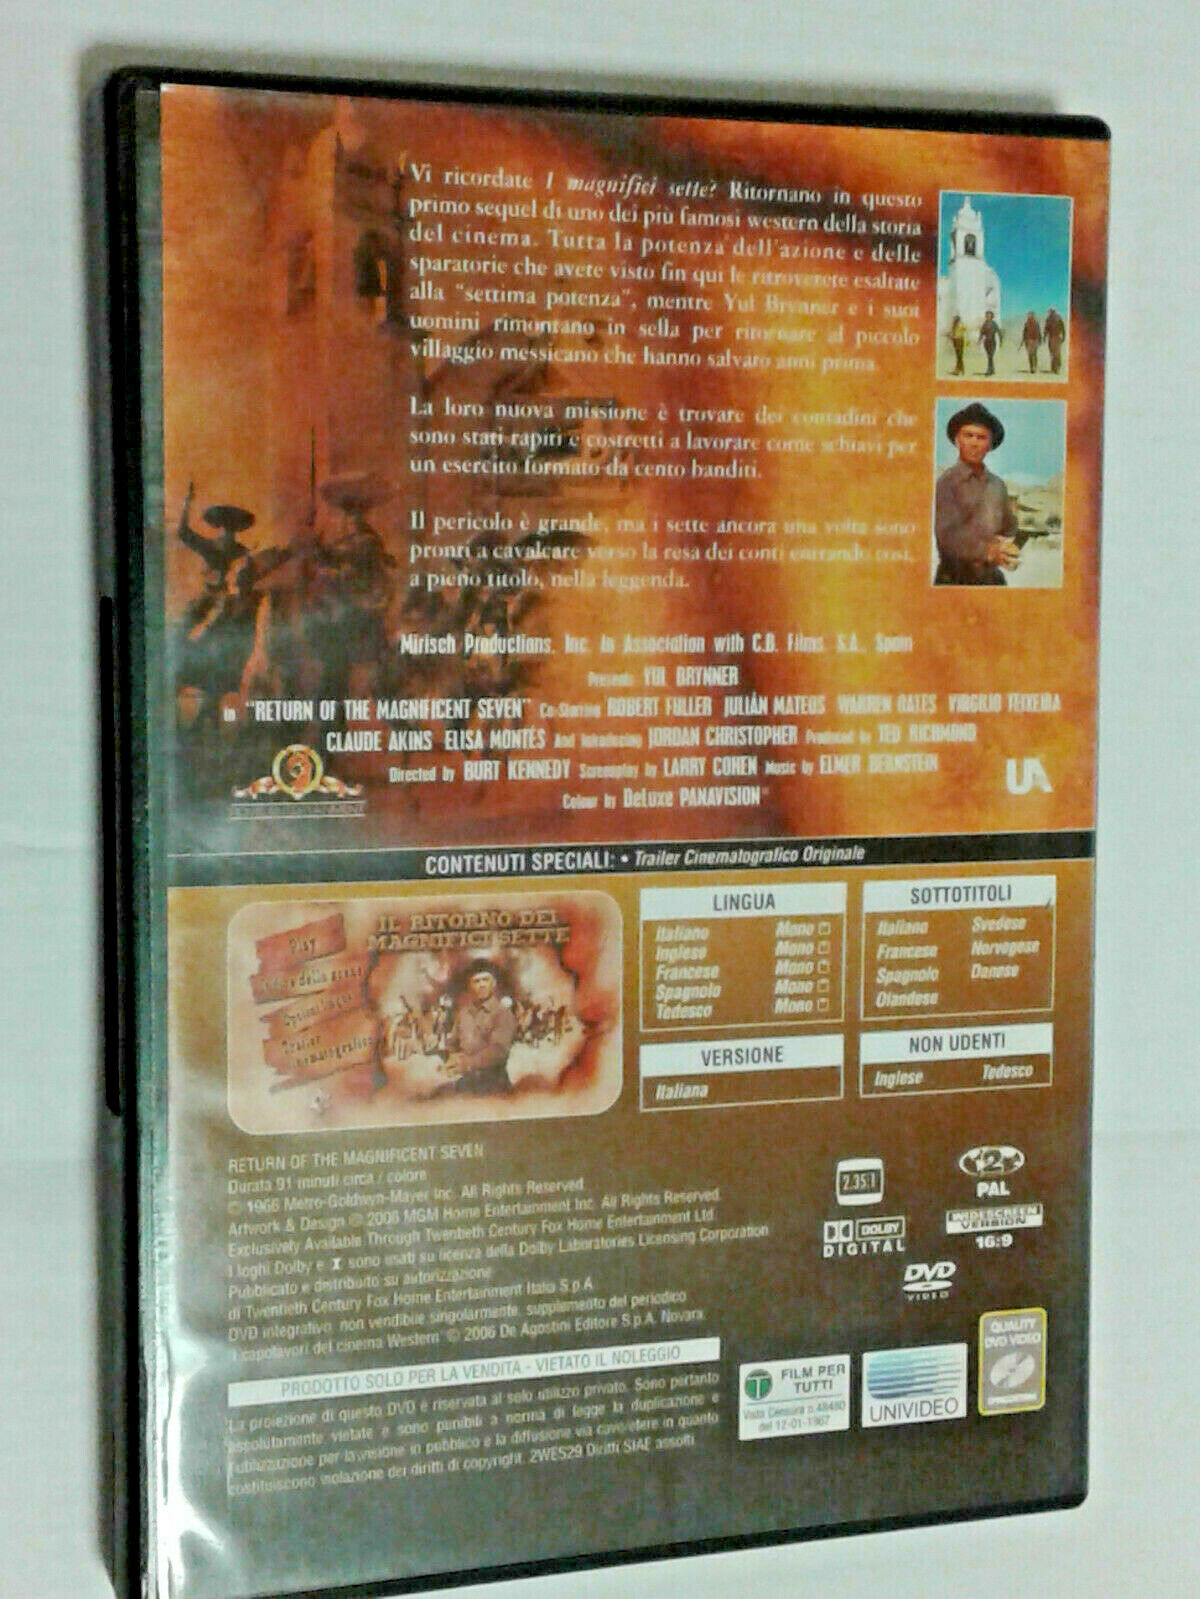 Vi ricordate I magnifici sette? Ritornano in questo
primo sequel di uno dei più famosi western della storia
del cinema. Tutta la potenza dell'azione e delle
sparatorie che avete visto fin qui le ritroverete esaltate
alla "settima potenza", mentre Yul Brynner e i suoi
uomini rimontano in sella per ritornare al piccolo
villaggio messicano che hanno salvato anni prima.
La loro nuova missione è trovare dei contadini che
sono stati rapiti e costretti a lavorare come schiavi per
un esercito formato da cento banditi.
Il pericolo è grande, ma i sette ancora una volta sono
pronti a cavalcare verso la resa dei conti entrando così,
a pieno titolo, nella leggenda.
Mirisch Productions, Inc. In Association with C.B. Films, S.A., Spain
Presents YUL BRYNNER
in "RETURN OF THE MAGNIFICENT SEVEN" Co-Starring ROBERT FULLER JULIÁN MATEOS WARREN OATES VIRGILIO TEIXEIRA
CLAUDE AKINS ELISA MONTÉS And Introducing JORDAN CHRISTOPHER Produced by TED RICHMOND
Directed by BURT KENNEDY Screenplay by LARRY COHEN Music by ELMER BERNSTEIN
Colour by DeLuxe PANAVISION®
UA
CONTENUTI SPECIALI: • Trailer Cinematografico Originale
IL RITORNO DEI
MAGNIFICI SETTE
Play
Trailer
cinematografico
LINGUA
Italiano Mono
Inglese Mono
Francese Mono
Spagnolo Mono
Tedesco Mono
SOTTOTITOLI
Italiano Svedese
Francese Norvegese
Spagnolo Danese
Olandese
VERSIONE
Italiana
NON UDENTI
Inglese Tedesco
RETURN OF THE MAGNIFICENT SEVEN
Durata 91 minuti circa / colore
© 1966 Metro-Goldwyn-Mayer Inc. All Rights Reserved.
Artwork & Design © 2006 MGM Home Entertainment Inc. All Rights Reserved.
Exclusively Available Through Twentieth Century Fox Home Entertainment Ltd.
I loghi Dolby e sono usati su licenza della Dolby Laboratories Licensing Corporation
Pubblicato e distribuito su autorizzazione
di Twentieth Century Fox Home Entertainment Italia S.p.A.
DVD integrativo, non vendibile singolarmente, supplemento del periodico
I capolavori del cinema Western © 2006 De Agostini Editore S.p.A. Novara.
PRODOTTO SOLO PER LA VENDITA - VIETATO IL NOLEGGIO
La proiezione di questo DVD è riservata al solo utilizzo privato. Sono pertanto
assolutamente vietate e sono punibili a norma di legge la duplicazione e
l'utilizzazione per la visione in pubblico e la diffusione via cavo/etere in quanto
costituiscono violazione dei diritti di copyright. 2WES29 Diritti SIAE assolti
2.35:1
2
PAL
DOLBY
DIGITAL
WIDESCREEN
VERSION
16:9
DVD
VIDEO
T FILM PER
TUTTI
Visto Censura n.48480
del 12-01-1967
UNIVIDEO
QUALITY
DVD VIDEO